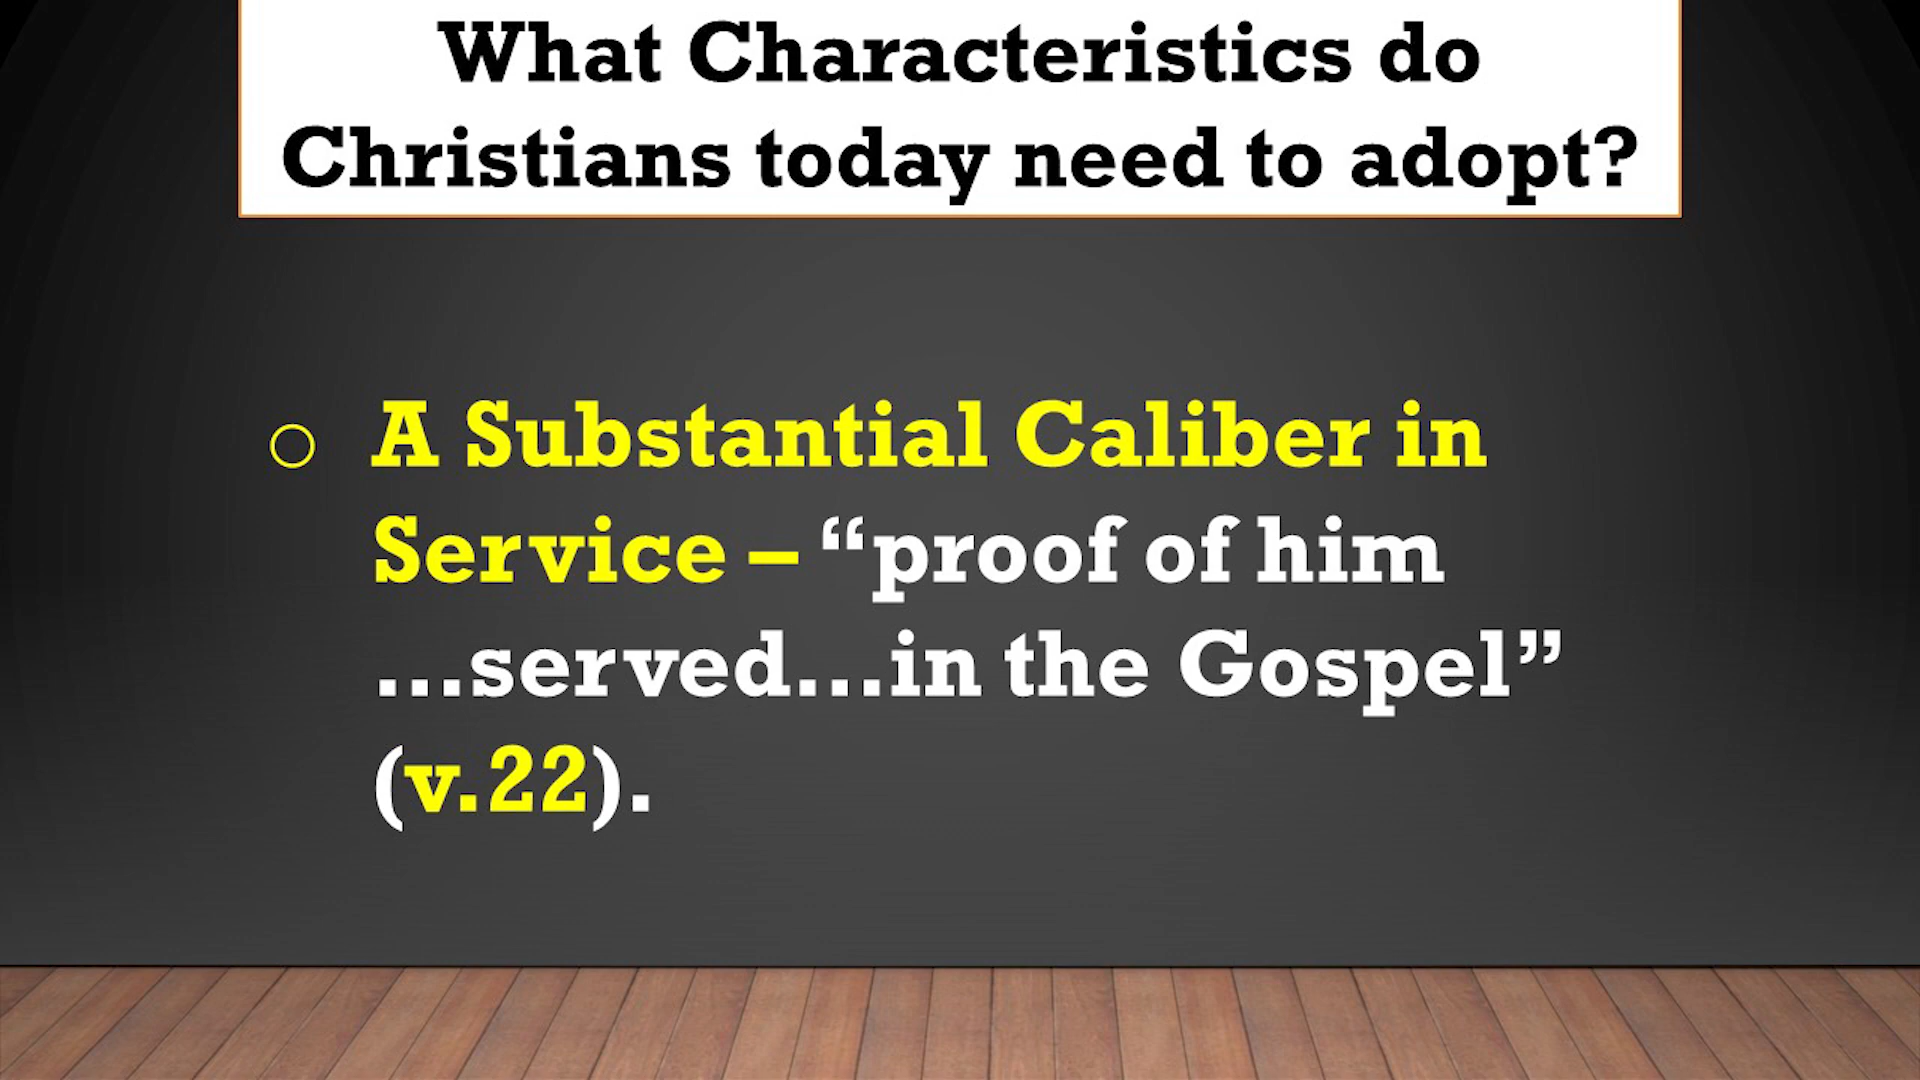 What Characteristics do
Christians today need to adopt?
o A Substantial Caliber in
Service – “proof of him
…served…in the Gospel”
(v.22).